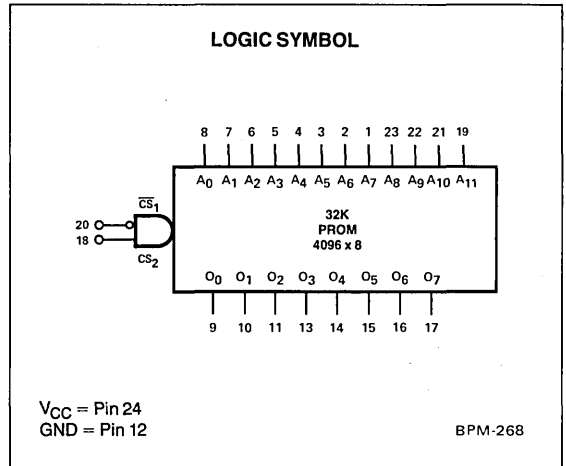 LOGIC SYMBOL
8 7 6 5 4 3 2 1 23 22 21 19
A0 A1 A2 A3 A4 A5 A6 A7 A8 A9 A10 A11
C̅S̅1
20
18
CS2
32K
PROM
4096 x 8
O0 O1 O2 O3 O4 O5 O6 O7
9 10 11 13 14 15 16 17
VCC = Pin 24
GND = Pin 12
BPM-268